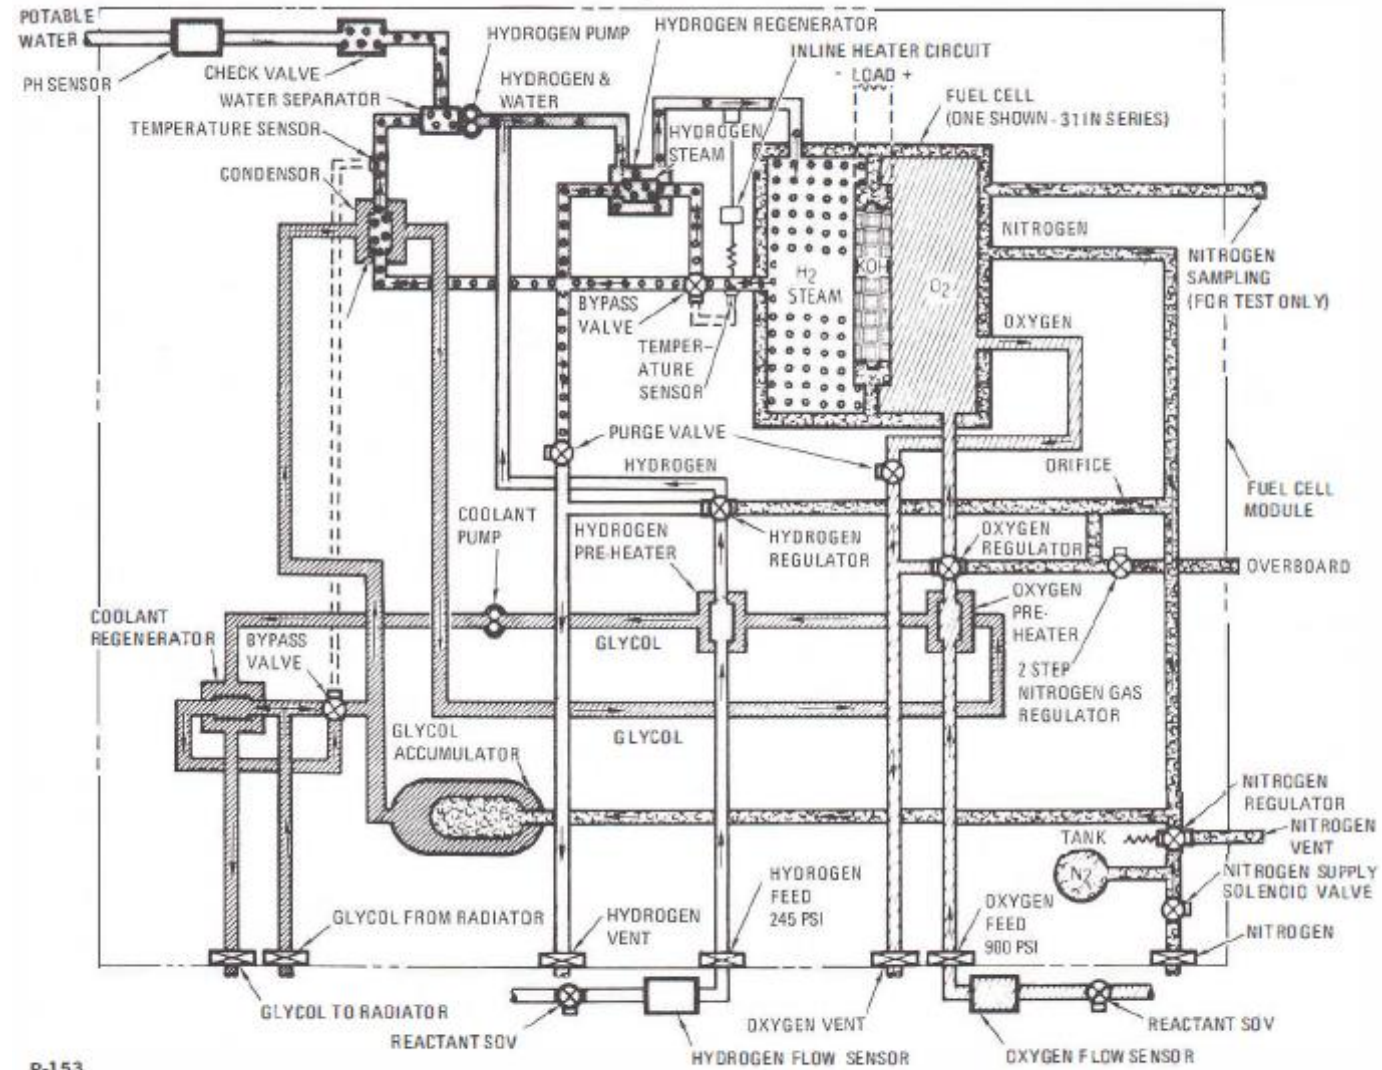 POTABLE
WATER
PH SENSOR
CHECK VALVE
WATER SEPARATOR
TEMPERATURE SENSOR
CONDENSOR
HYDROGEN PUMP
HYDROGEN &
WATER
HYDROGEN REGENERATOR
INLINE HEATER CIRCUIT
- LOAD +
FUEL CELL
(ONE SHOWN - 31 IN SERIES)
HYDROGEN
STEAM
H2
STEAM
KOH
O2
NITROGEN
NITROGEN
SAMPLING
(FOR TEST ONLY)
BYPASS
VALVE
TEMPER-
ATURE
SENSOR
OXYGEN
PURGE VALVE
HYDROGEN
ORIFICE
FUEL CELL
MODULE
COOLANT
PUMP
HYDROGEN
PRE-HEATER
HYDROGEN
REGULATOR
OXYGEN
REGULATOR
OVERBOARD
OXYGEN
PRE-
HEATER
COOLANT
REGENERATOR
BYPASS
VALVE
GLYCOL
2 STEP
NITROGEN GAS
REGULATOR
GLYCOL
ACCUMULATOR
GLYCOL
NITROGEN
REGULATOR
NITROGEN
VENT
TANK
N2
NITROGEN SUPPLY
SOLENCIC VALVE
NITROGEN
GLYCOL FROM RADIATOR
HYDROGEN
VENT
HYDROGEN
FEED
245 PSI
OXYGEN
FEED
900 PSI
GLYCOL TO RADIATOR
REACTANT SOV
HYDROGEN FLOW SENSOR
OXYGEN VENT
OXYGEN FLOW SENSOR
REACTANT SOV
P-153